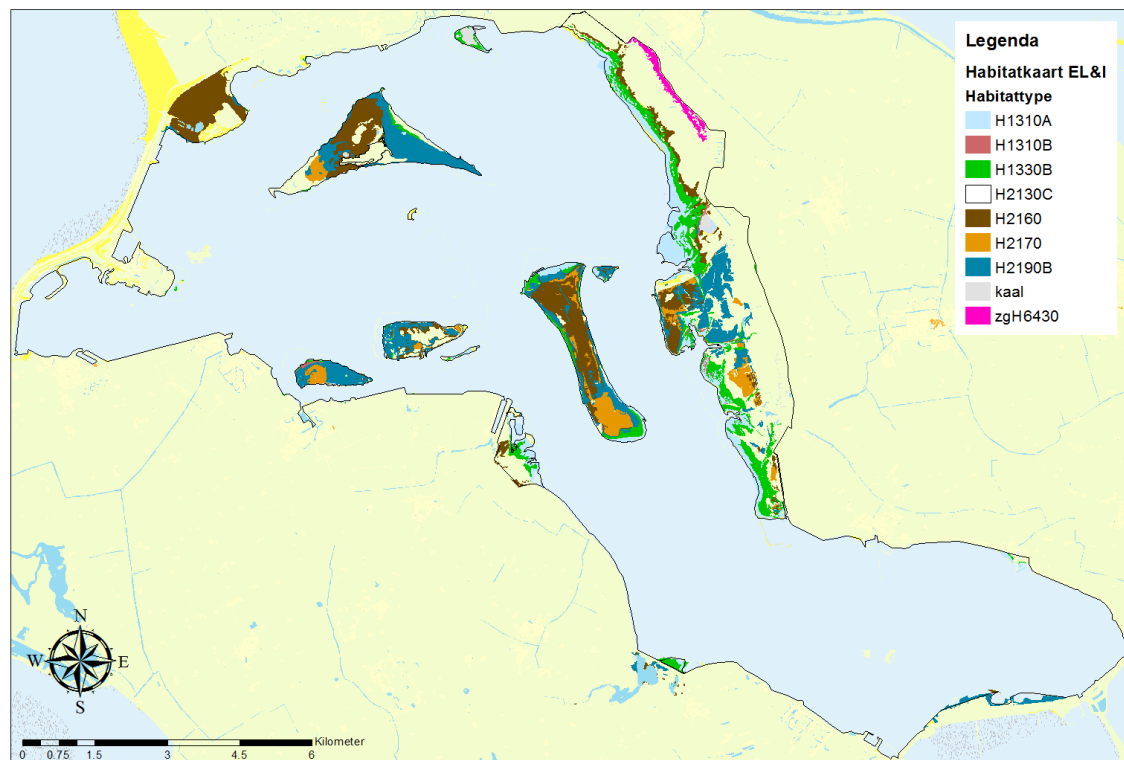 Legenda
Habitatkaart EL&I
Habitattype
H1310A
H1310B
H1330B
H2130C
H2160
H2170
H2190B
kaal
zgH6430
N
W E
S
Kilometer
0 0.75 1.5 3 4.5 6